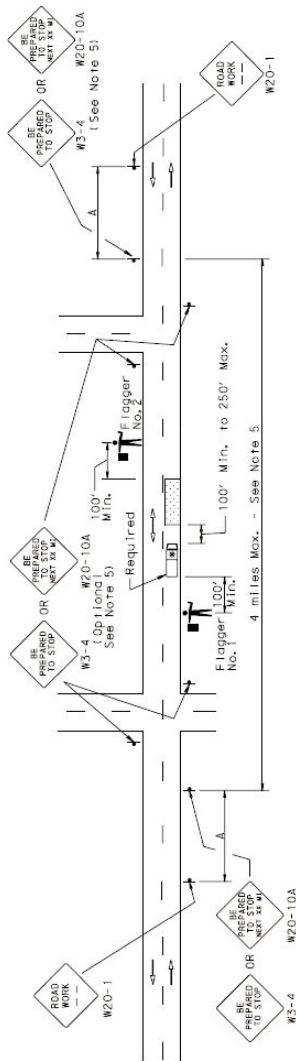 BE
PREPARED
TO STOP
NEXT XX MI
W20-10A
OR
BE
PREPARED
TO STOP
W3-4
(See Note 5)
ROAD
WORK
W20-1
A
Flagger
No. 2
100'
Min.
BE
PREPARED
TO STOP
NEXT XX MI
W20-10A
OR
BE
PREPARED
TO STOP
W3-4
(Optional
See Note 5)
Required
100' Min. to 250' Max.
100'
Min.
Flagger
No. 1
4 miles Max. - See Note 5
ROAD
WORK
W20-1
A
BE
PREPARED
TO STOP
NEXT XX MI
W20-10A
OR
BE
PREPARED
TO STOP
W3-4